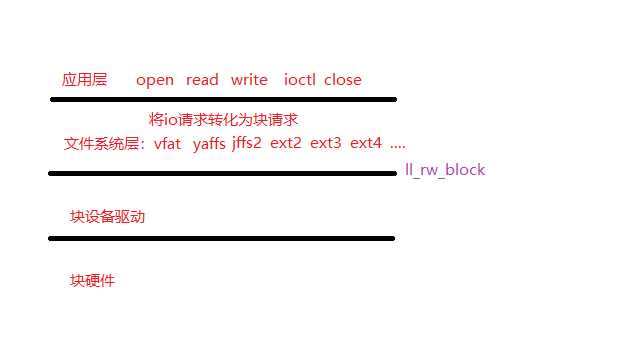 应用层 open read write ioctl close
将io请求转化为块请求
文件系统层：vfat yaffs jffs2 ext2 ext3 ext4 ....
ll_rw_block
块设备驱动
块硬件